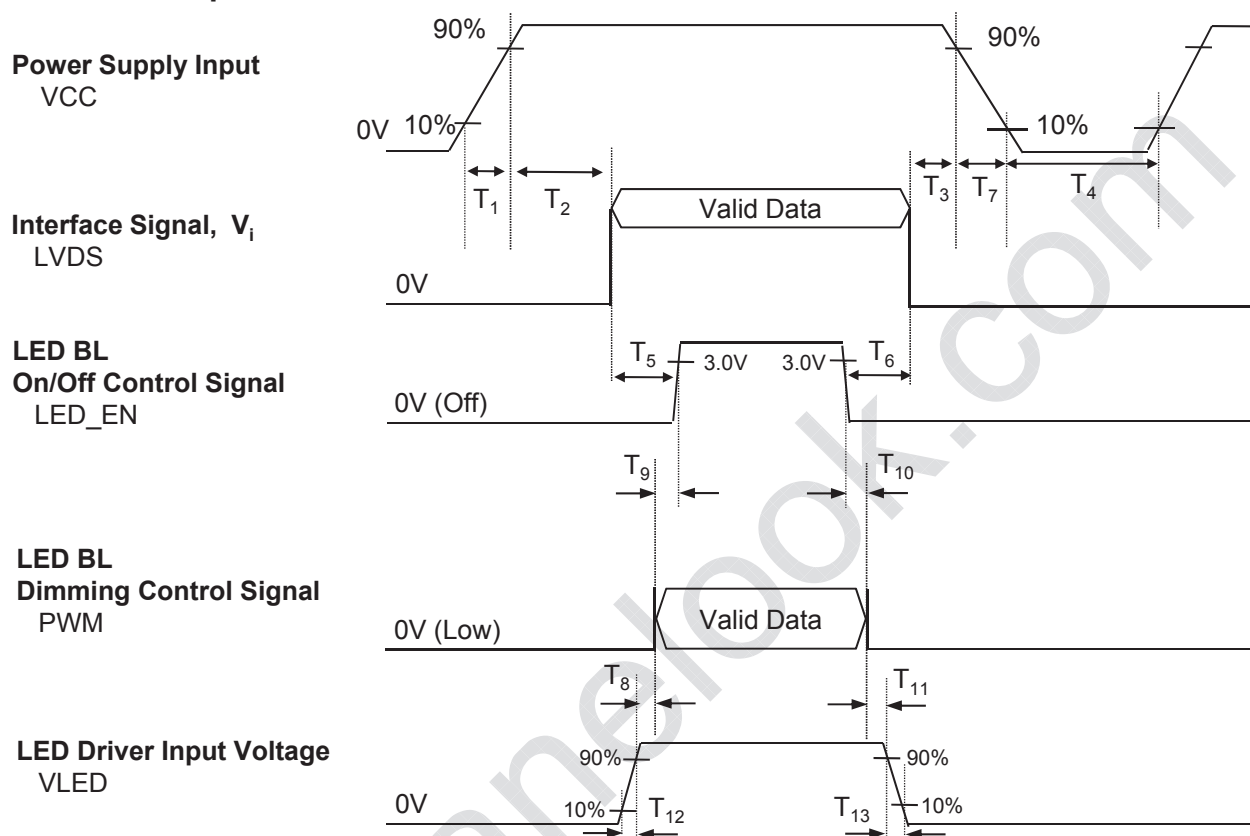 90%
90%
Power Supply Input
VCC
0V 10%
10%
T1
T2
T3
T7
T4
Valid Data
Interface Signal, Vi
LVDS
0V
LED BL
On/Off Control Signal
LED_EN
T5
3.0V
3.0V
T6
0V (Off)
T9
T10
LED BL
Dimming Control Signal
PWM
Valid Data
0V (Low)
T8
T11
LED Driver Input Voltage
VLED
90%
90%
0V
10%
T12
T13
10%
anelook.com